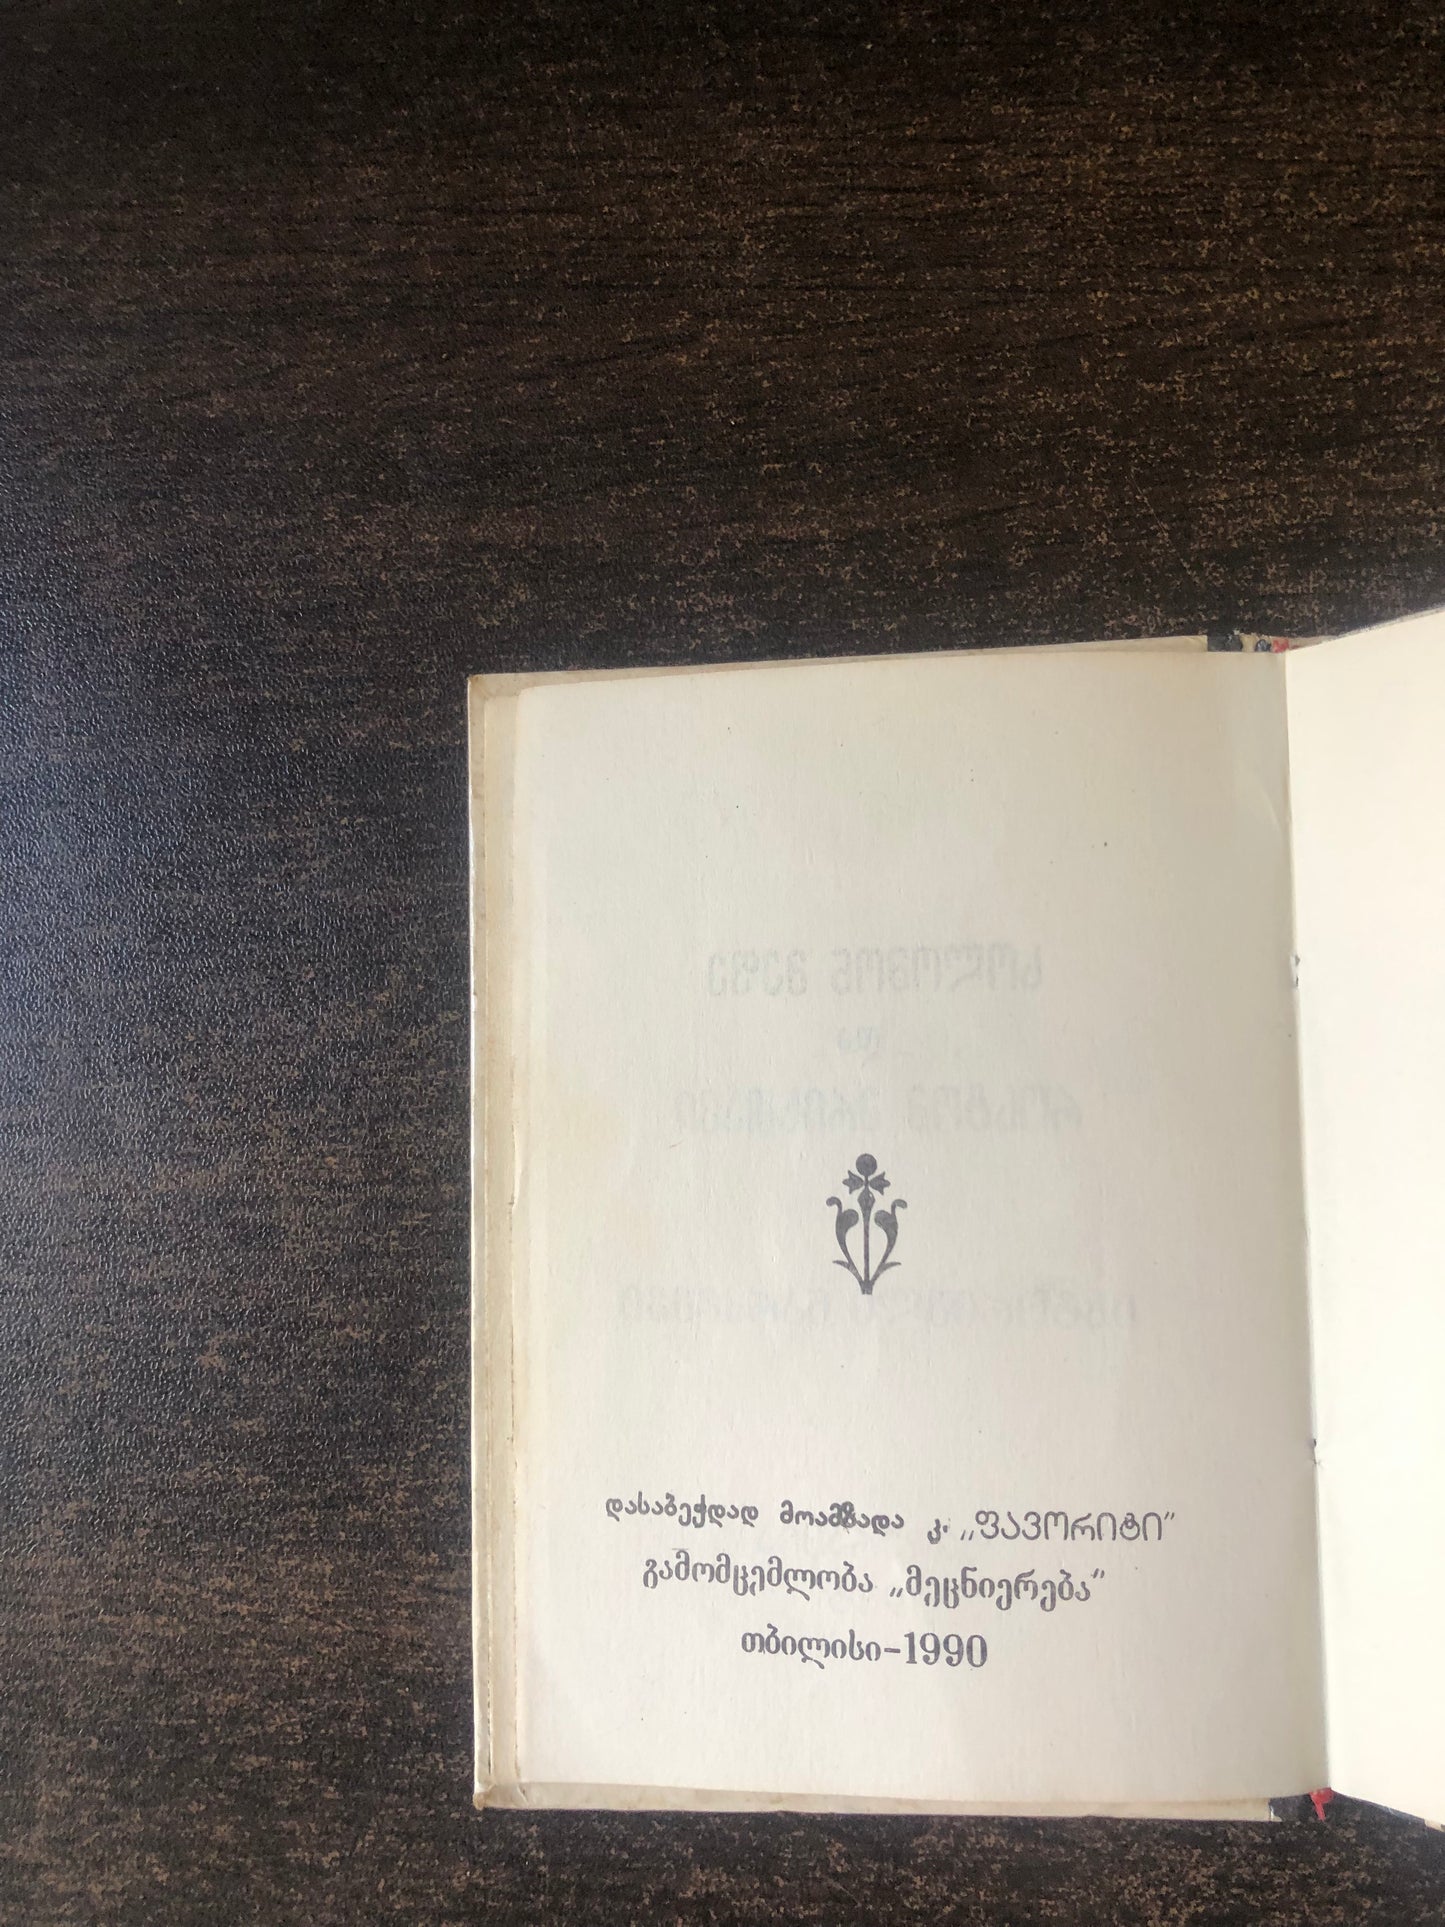 დასაბეჭდად მოამზადა კ. „ფავორიტი”
გამომცემლობა „მეცნიერება”
თბილისი–1990